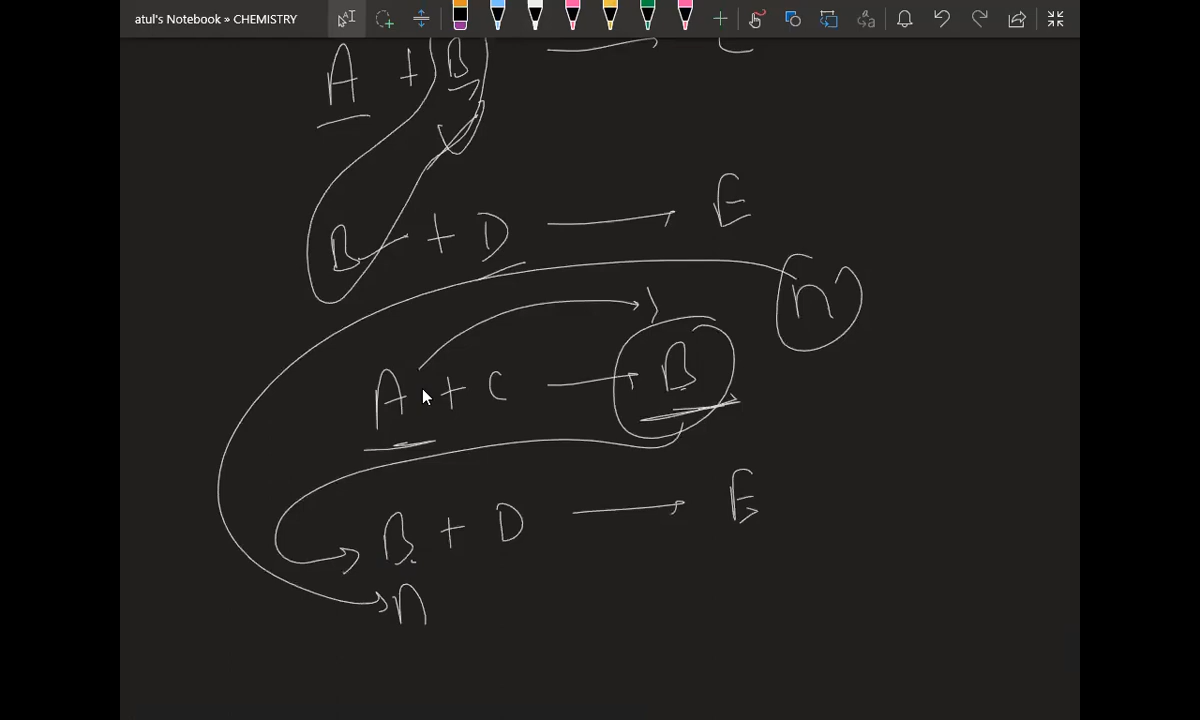 atul's Notebook » CHEMISTRY
A + B → C
B + D → E
n
A + C → B
B + D → E
n